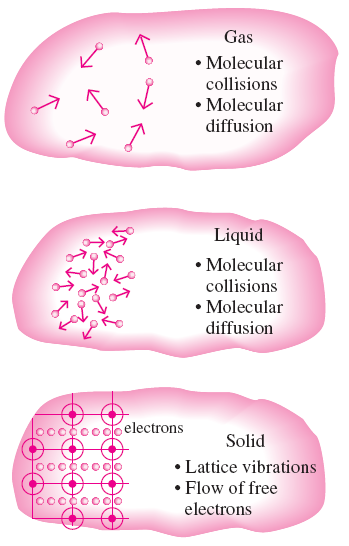 Gas
• Molecular
collisions
• Molecular
diffusion
Liquid
• Molecular
collisions
• Molecular
diffusion
electrons
Solid
• Lattice vibrations
• Flow of free
electrons